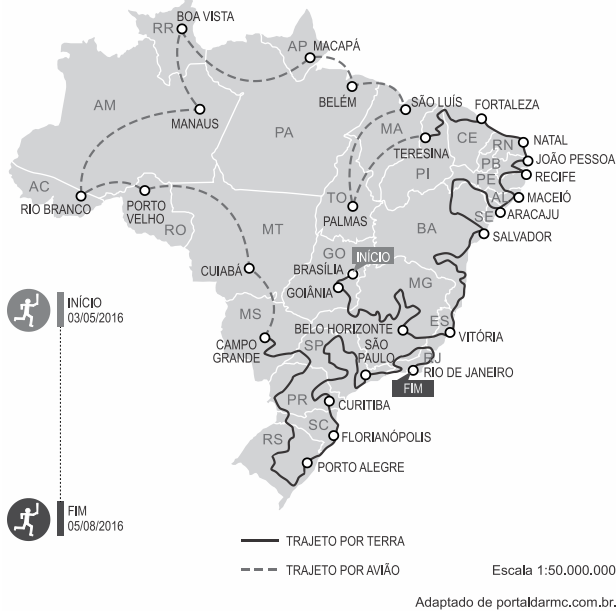 BOA VISTA
RR
AP
MACAPÁ
BELÉM
SÃO LUÍS
FORTALEZA
AM
MANAUS
PA
MA
TERESINA
CE
RN
NATAL
PB
JOÃO PESSOA
PI
PE
RECIFE
AC
RIO BRANCO
PORTO
VELHO
RO
TO
PALMAS
AL
MACEIÓ
SE
ARACAJU
SALVADOR
MT
BA
CUIABÁ
GO
BRASÍLIA
INÍCIO
GOIÂNIA
MG
INÍCIO
03/05/2016
MS
CAMPO
GRANDE
BELO HORIZONTE
ES
VITÓRIA
SP
SÃO
PAULO
RJ
RIO DE JANEIRO
FIM
PR
CURITIBA
SC
FLORIANÓPOLIS
RS
PORTO ALEGRE
FIM
05/08/2016
TRAJETO POR TERRA
TRAJETO POR AVIÃO
Escala 1:50.000.000
Adaptado de portaldarmc.com.br.